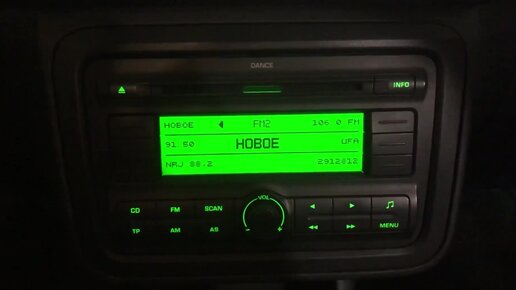 DANCE
INFO
НОВОЕ FM2 106.0 FM
91.50 НОВОЕ UFA
NRJ 88.2 2912812
CD FM SCAN VOL ♫
TP AM AS - + MENU